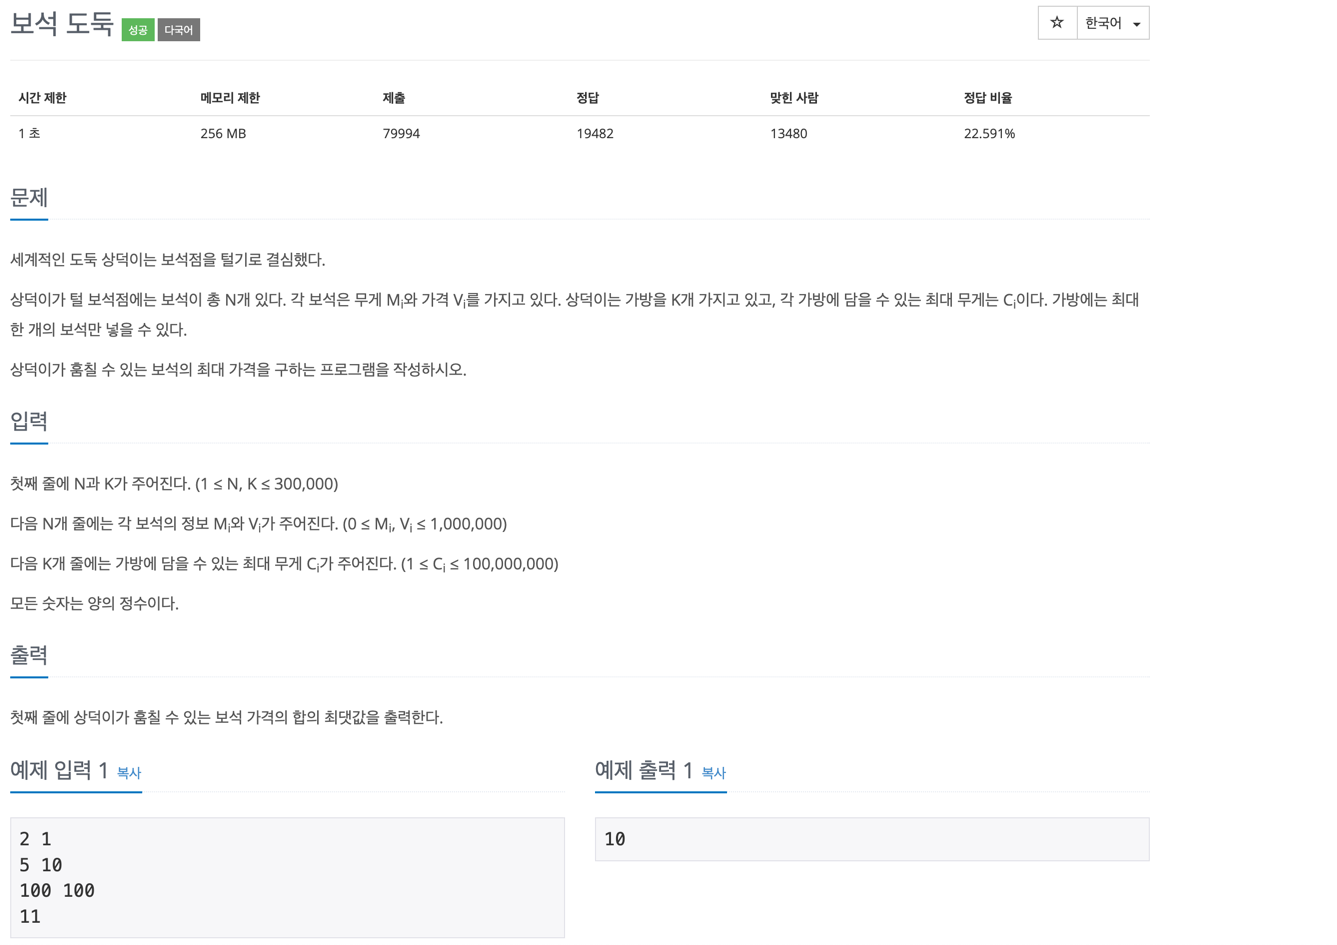 보석 도둑 성공 다국어
☆ 한국어
시간 제한 메모리 제한 제출 정답 맞힌 사람 정답 비율
1 초 256 MB 79994 19482 13480 22.591%
문제
세계적인 도둑 상덕이는 보석점을 털기로 결심했다.
상덕이가 털 보석점에는 보석이 총 N개 있다. 각 보석은 무게 Mi와 가격 Vi를 가지고 있다. 상덕이는 가방을 K개 가지고 있고, 각 가방에 담을 수 있는 최대 무게는 Ci이다. 가방에는 최대
한 개의 보석만 넣을 수 있다.
상덕이가 훔칠 수 있는 보석의 최대 가격을 구하는 프로그램을 작성하시오.
입력
첫째 줄에 N과 K가 주어진다. (1 ≤ N, K ≤ 300,000)
다음 N개 줄에는 각 보석의 정보 Mi와 Vi가 주어진다. (0 ≤ Mi, Vi ≤ 1,000,000)
다음 K개 줄에는 가방에 담을 수 있는 최대 무게 Ci가 주어진다. (1 ≤ Ci ≤ 100,000,000)
모든 숫자는 양의 정수이다.
출력
첫째 줄에 상덕이가 훔칠 수 있는 보석 가격의 합의 최댓값을 출력한다.
예제 입력 1 복사
2 1
5 10
100 100
11
예제 출력 1 복사
10